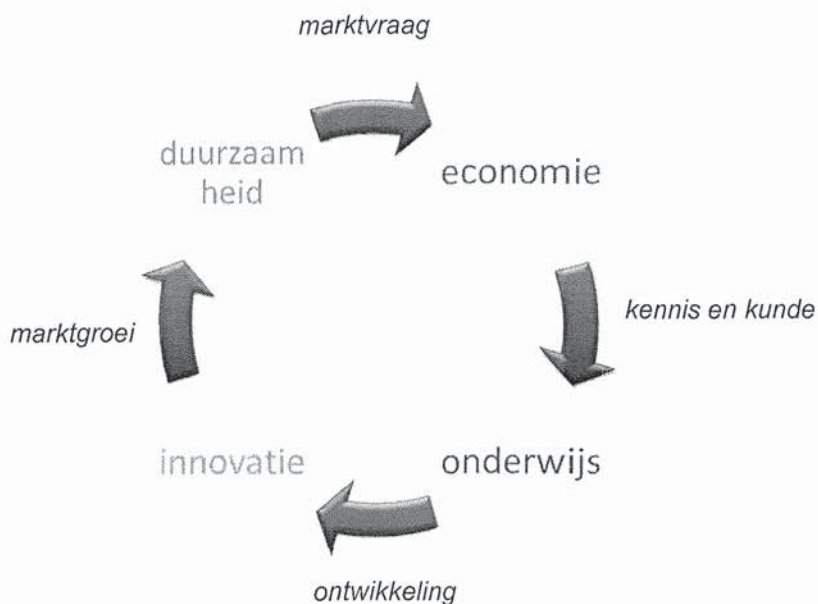 marktvraag
duurzaam
heid
economie
kennis en kunde
marktgroei
innovatie
onderwijs
ontwikkeling